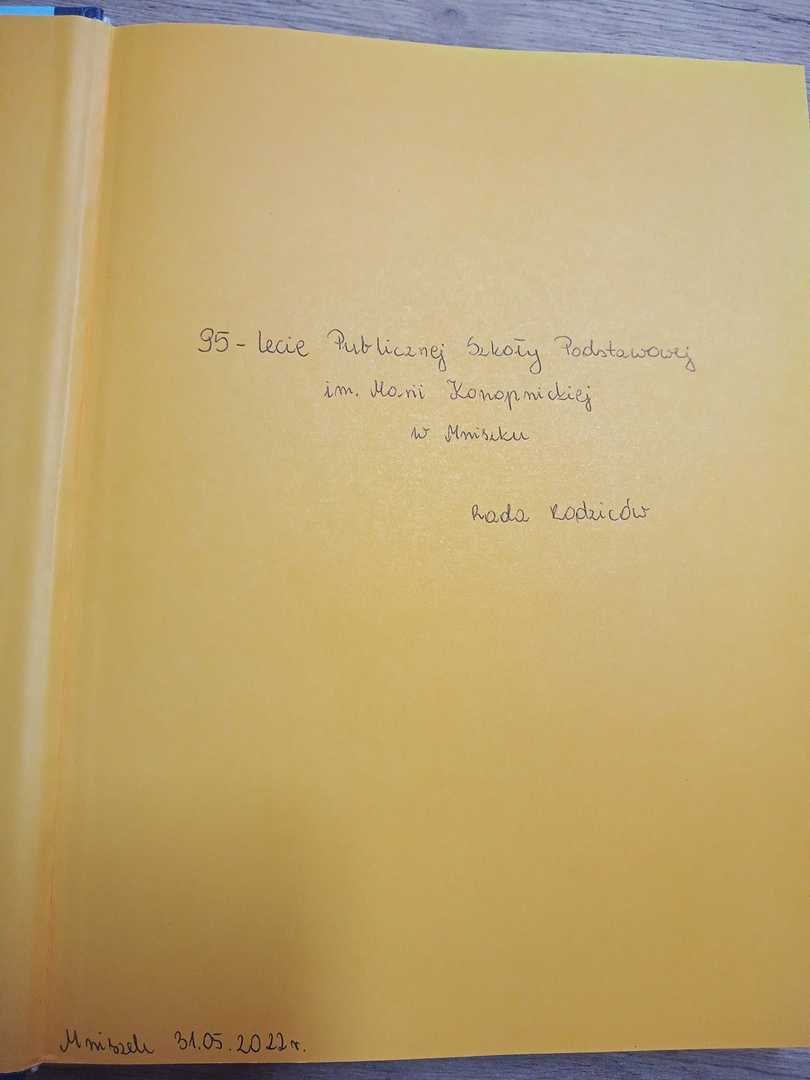 95-lecie Publicznej Szkoły Podstawowej
im. Marii Konopnickiej
w Mniszku
Rada Rodziców
Mniszek 31.05.2022r.